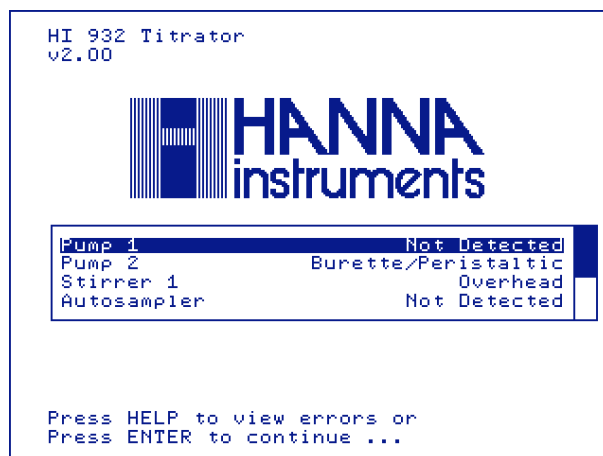 HI 932 Titrator
v2.00
HANNA
instruments
Pump 1 Not Detected
Pump 2 Burette/Peristaltic
Stirrer 1 Overhead
Autosampler Not Detected
Press HELP to view errors or
Press ENTER to continue ...